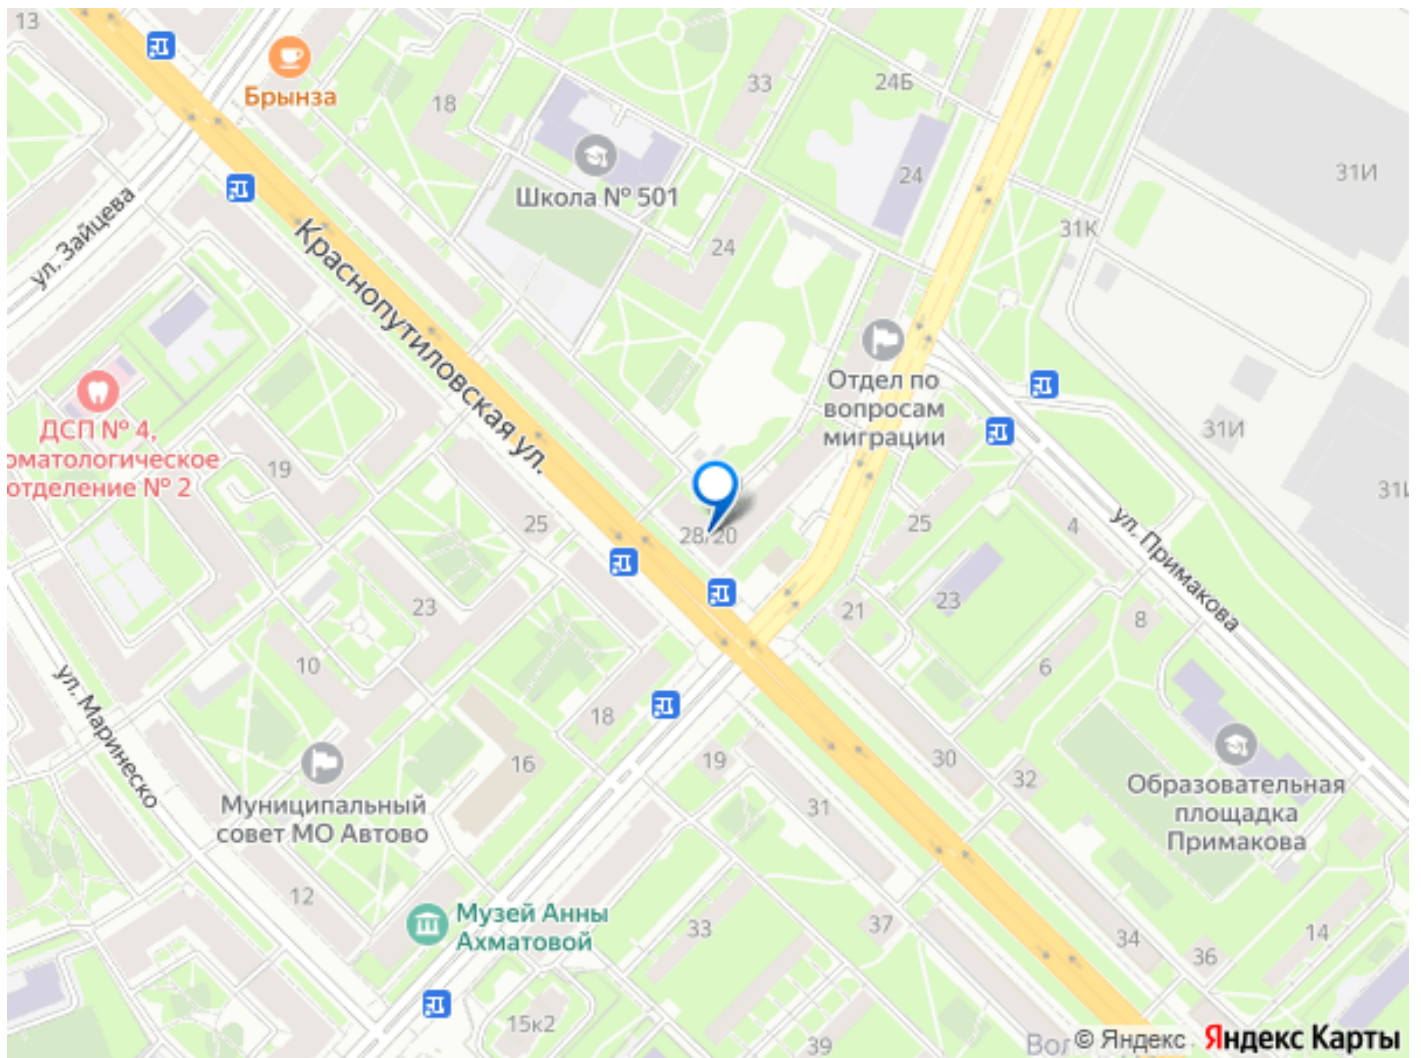 13
Брынза
18
33
24Б
Школа № 501
24
31И
ул. Зайцева
31К
24
Краснопутиловская ул.
Отдел по
вопросам
миграции
ДСП № 4,
оматологическое
отделение № 2
19
31И
25
28/20
25
4
ул. Примакова
23
21
23
8
10
6
ул. Маринеско
18
16
19
30
32
31
Муниципальный
совет МО Автово
Образовательная
площадка
Примакова
12
Музей Анны
Ахматовой
33
37
34
14
36
15к2
39
© Яндекс
Яндекс Карты